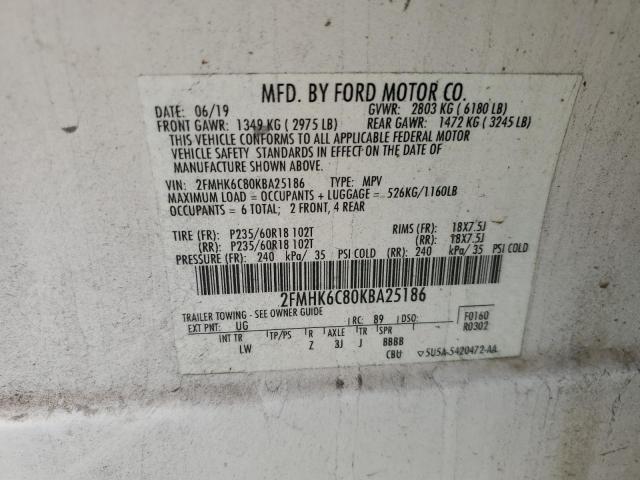 MFD. BY FORD MOTOR CO.
DATE: 06/19 GVWR: 2803 KG ( 6180 LB)
FRONT GAWR: 1349 KG ( 2975 LB) REAR GAWR: 1472 KG ( 3245 LB)
THIS VEHICLE CONFORMS TO ALL APPLICABLE FEDERAL MOTOR
VEHICLE SAFETY STANDARDS IN EFFECT ON THE DATE OF
MANUFACTURE SHOWN ABOVE.
VIN: 2FMHK6C80KBA25186 TYPE: MPV
MAXIMUM LOAD = OCCUPANTS + LUGGAGE = 526KG/1160LB
OCCUPANTS = 6 TOTAL; 2 FRONT, 4 REAR
TIRE (FR): P235/60R18 102T RIMS (FR): 18X7.5J
(RR): P235/60R18 102T (RR): 18X7.5J
PRESSURE (FR): 240 kPa/ 35 PSI COLD (RR): 240 kPa/ 35 PSI COLD
2FMHK6C80KBA25186
TRAILER TOWING - SEE OWNER GUIDE
EXT PNT: UG RC: 89 DSO: F0160
R0302
INT TR TP/PS R AXLE TR SPR
LW Z 3J J BBBB
CBU ▽5U5A-5420472-AA